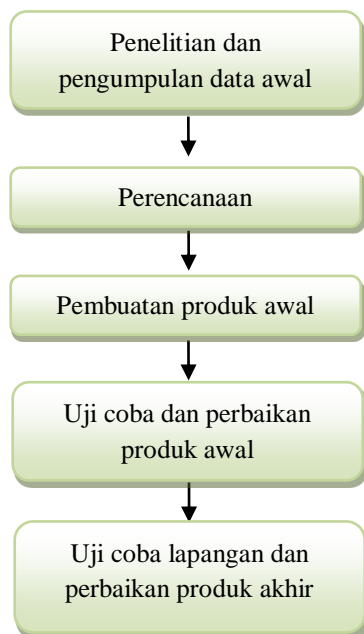 Penelitian dan
pengumpulan data awal
Perencanaan
Pembuatan produk awal
Uji coba dan perbaikan
produk awal
Uji coba lapangan dan
perbaikan produk akhir